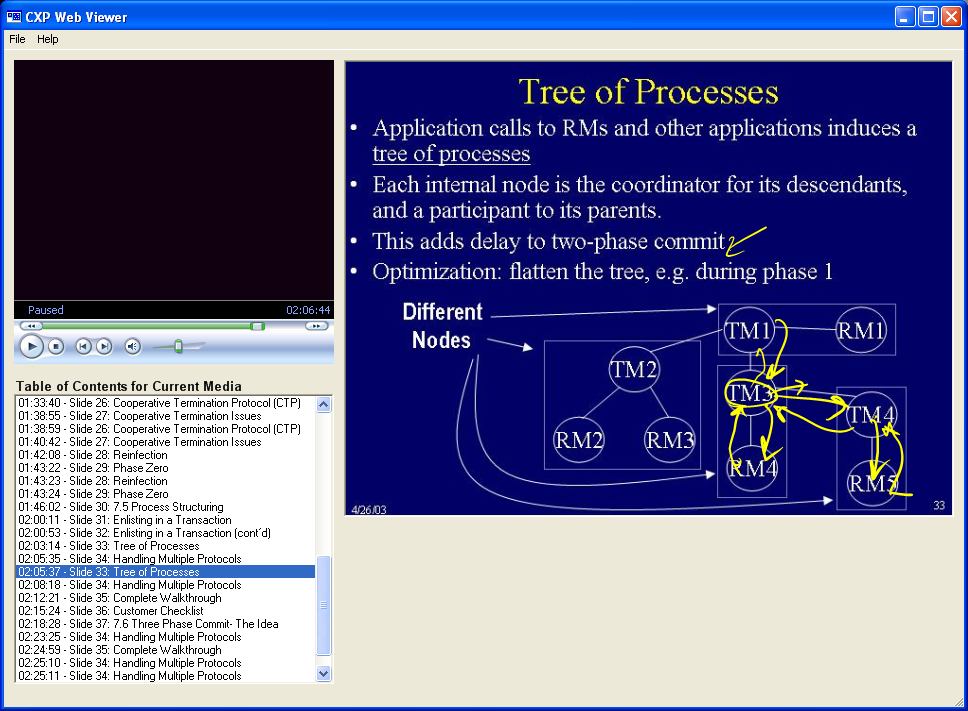 CXP Web Viewer
File Help
Paused 02:06:44
Table of Contents for Current Media
01:33:40 - Slide 26: Cooperative Termination Protocol (CTP)
01:38:55 - Slide 27: Cooperative Termination Issues
01:38:59 - Slide 26: Cooperative Termination Protocol (CTP)
01:40:42 - Slide 27: Cooperative Termination Issues
01:42:08 - Slide 28: Reinfection
01:43:22 - Slide 29: Phase Zero
01:43:23 - Slide 28: Reinfection
01:43:24 - Slide 29: Phase Zero
01:46:02 - Slide 30: 7.5 Process Structuring
02:00:11 - Slide 31: Enlisting in a Transaction
02:00:53 - Slide 32: Enlisting in a Transaction (cont´d)
02:03:14 - Slide 33: Tree of Processes
02:05:35 - Slide 34: Handling Multiple Protocols
02:05:37 - Slide 33: Tree of Processes
02:08:18 - Slide 34: Handling Multiple Protocols
02:12:21 - Slide 35: Complete Walkthrough
02:15:24 - Slide 36: Customer Checklist
02:18:28 - Slide 37: 7.6 Three Phase Commit- The Idea
02:23:25 - Slide 34: Handling Multiple Protocols
02:24:59 - Slide 35: Complete Walkthrough
02:25:10 - Slide 34: Handling Multiple Protocols
02:25:11 - Slide 34: Handling Multiple Protocols
Tree of Processes
• Application calls to RMs and other applications induces a
tree of processes
• Each internal node is the coordinator for its descendants,
and a participant to its parents.
• This adds delay to two-phase commit
• Optimization: flatten the tree, e.g. during phase 1
Different
Nodes
TM1 RM1
TM2
TM3
TM4
RM2 RM3
RM4
RM5
4/26/03 33